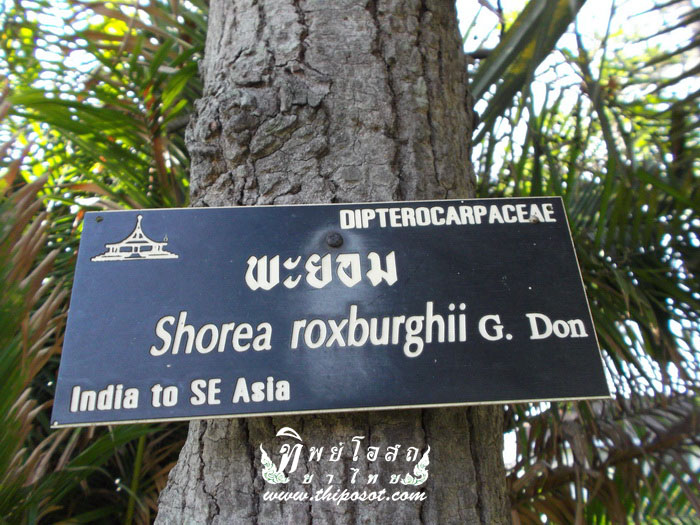 DIPTEROCARPACEAE
พะยอม
Shorea roxburghii G. Don
India to SE Asia
ทิพย์โอสถ
ยาไทย
www.thiposot.com